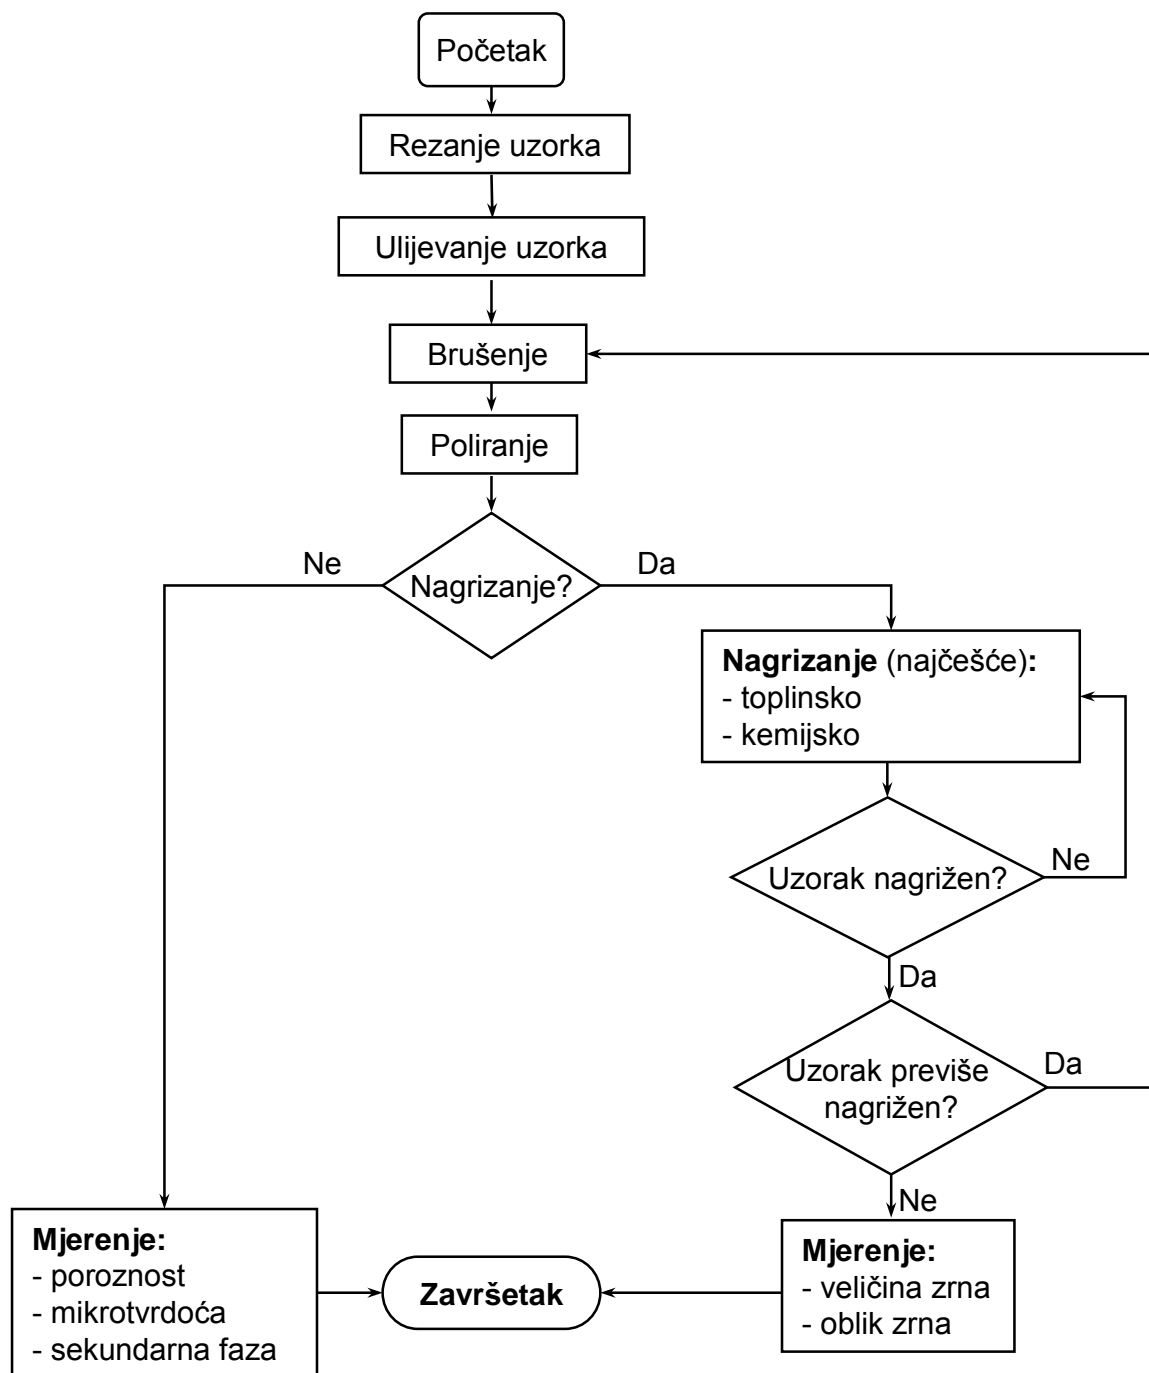 Početak
Rezanje uzorka
Ulijevanje uzorka
Brušenje
Poliranje
Ne
Da
Nagrizanje?
Nagrizanje (najčešće):
- toplinsko
- kemijsko
Ne
Uzorak nagrižen?
Da
Uzorak previše
nagrižen?
Da
Ne
Mjerenje:
- poroznost
- mikrotvrdoća
- sekundarna faza
Završetak
Mjerenje:
- veličina zrna
- oblik zrna